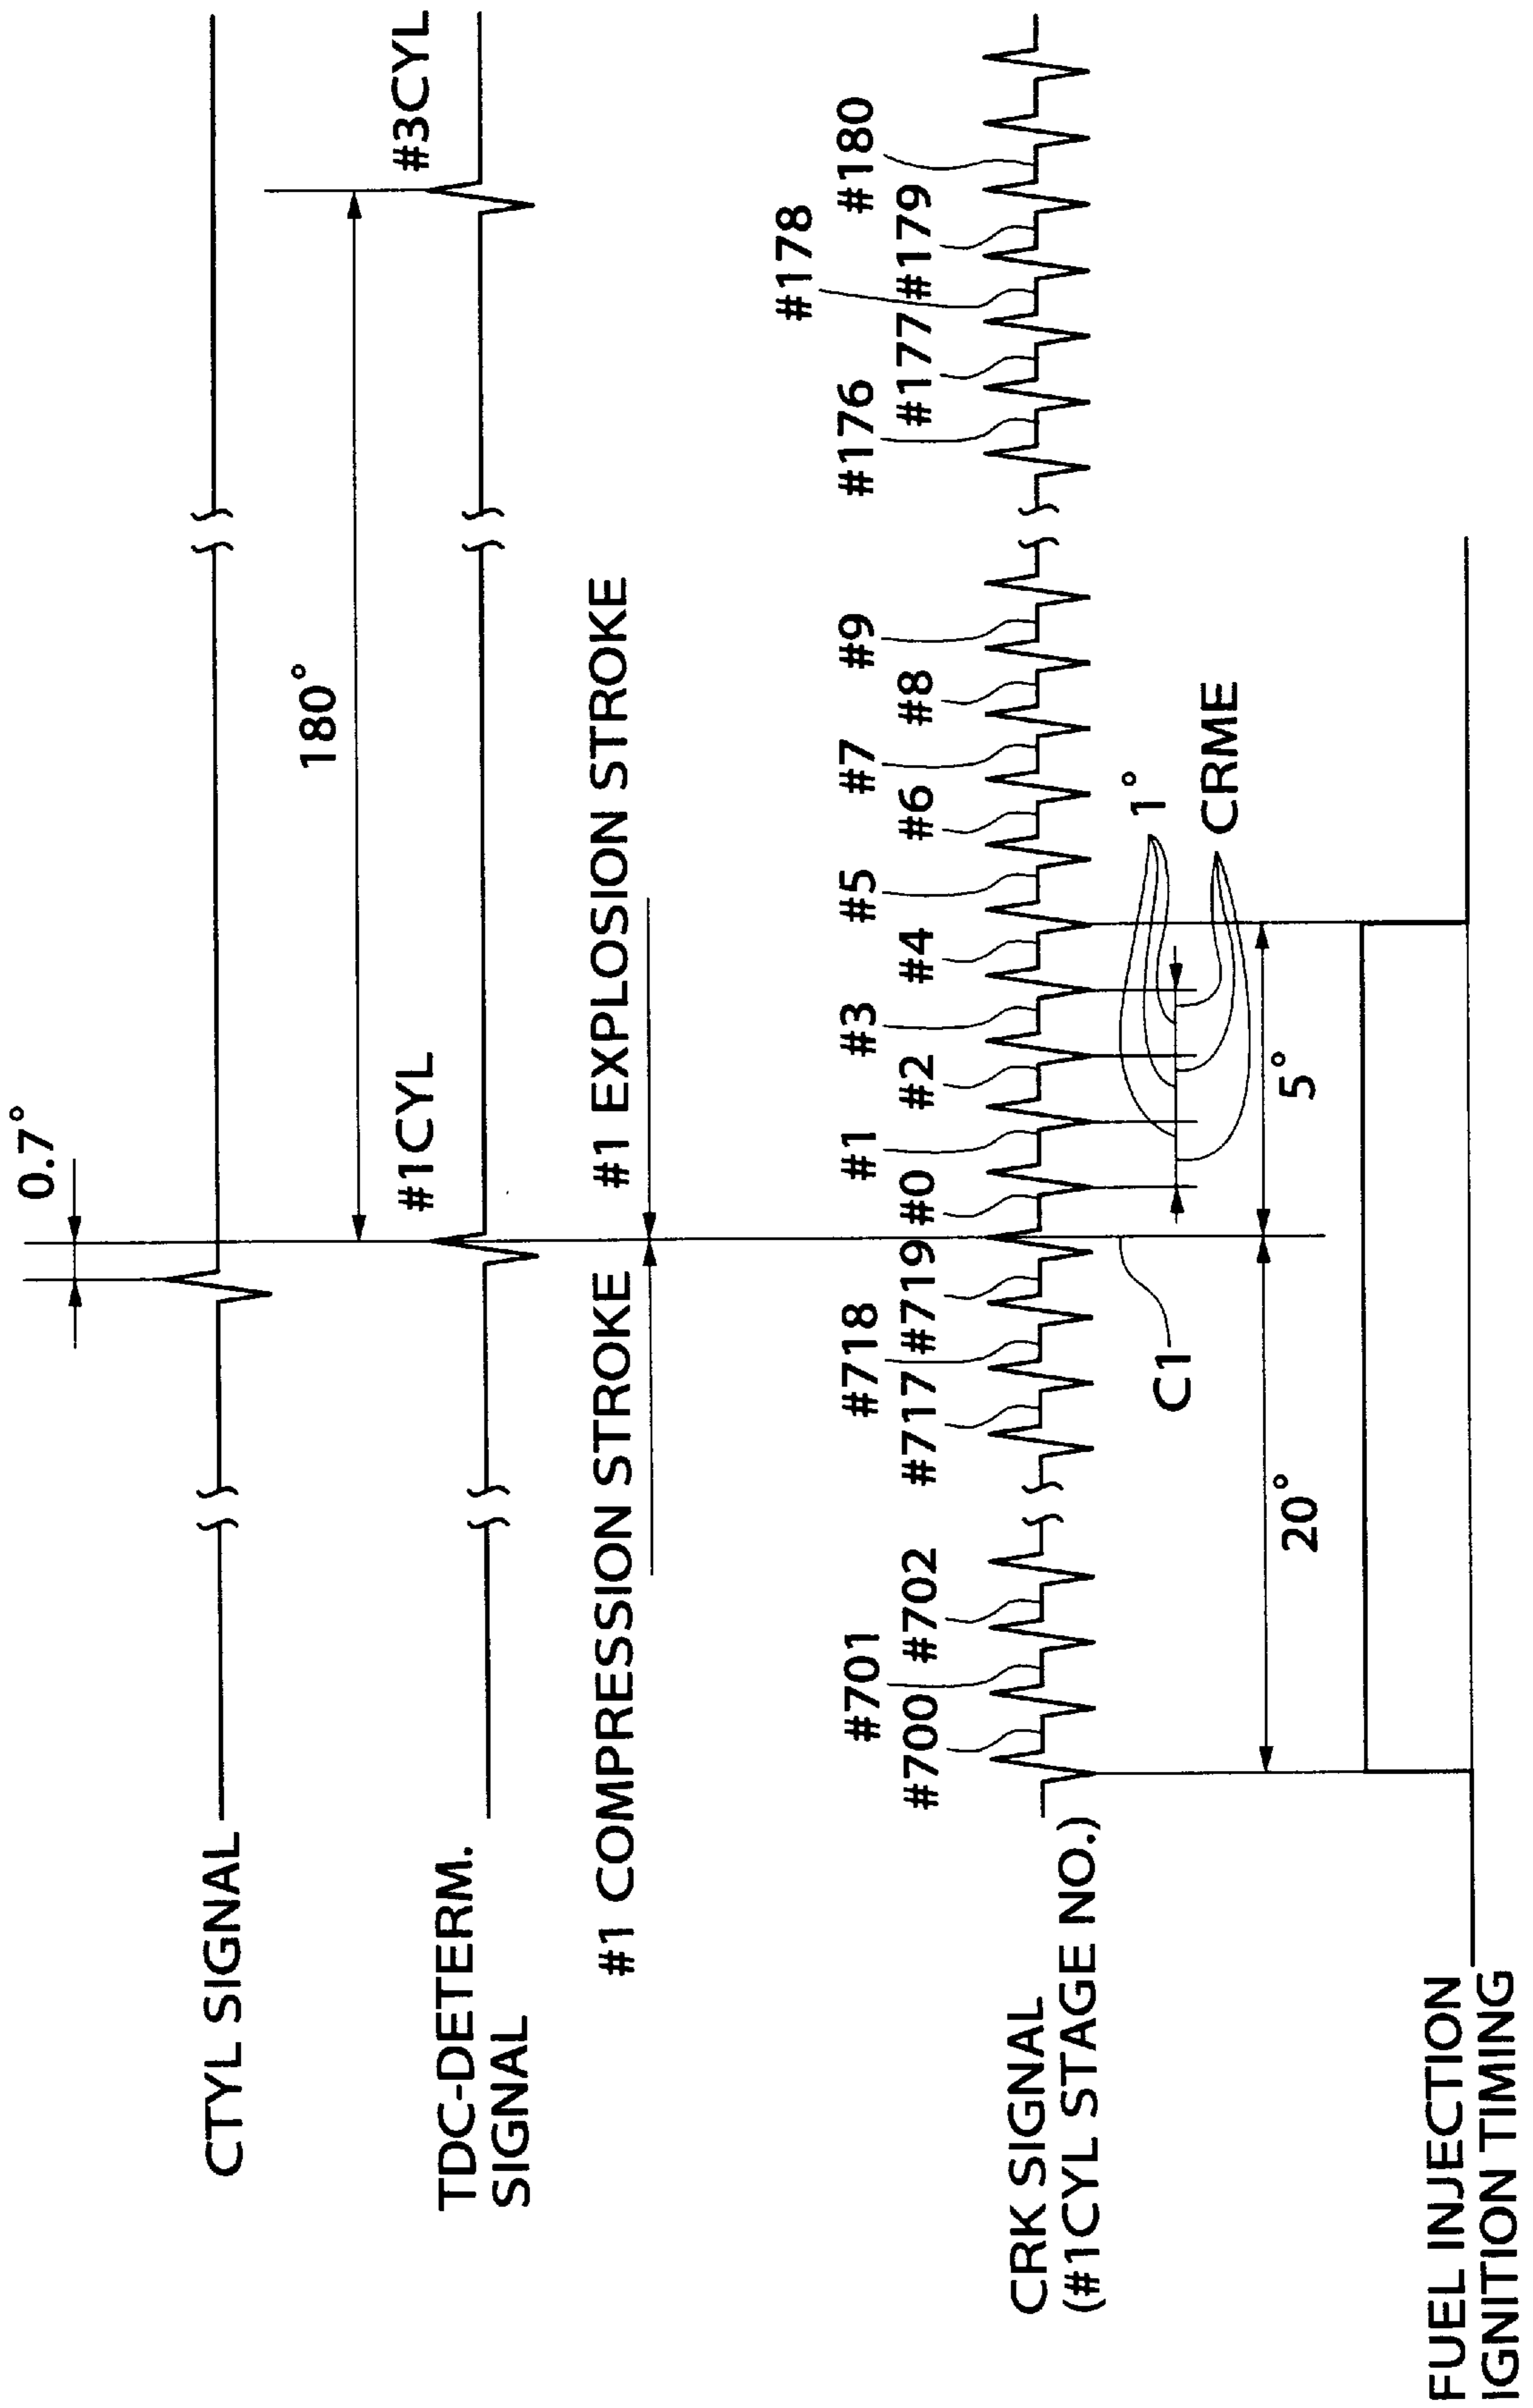 0.7°
CTYL SIGNAL
180°
#1CYL
#3CYL
TDC-DETERM.
SIGNAL
#1 COMPRESSION STROKE
#1 EXPLOSION STROKE
#178
#701
#718
#1
#3
#5
#7
#9
#176
#180
#700
#702
#717
#719
#0
#2
#4
#6
#8
#177
#179
CRK SIGNAL
(#1CYL STAGE NO.)
1°
C1
CRME
20°
5°
FUEL INJECTION
IGNITION TIMING